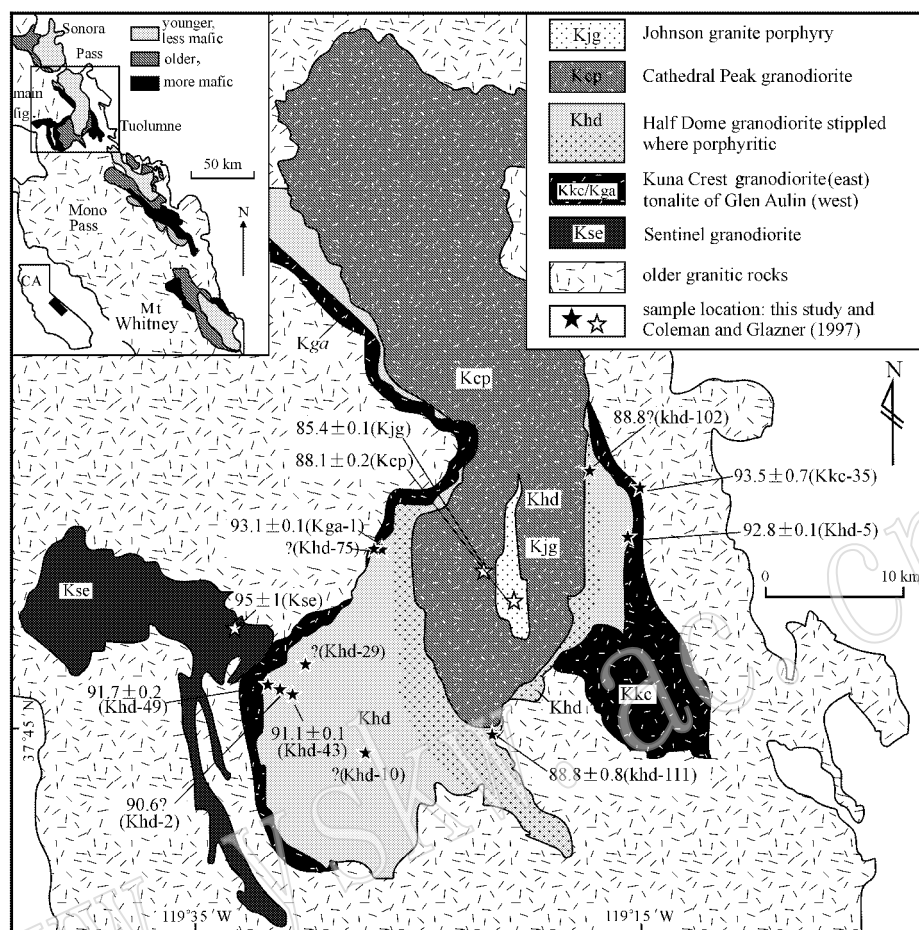 Sonora
Pass
younger,
less mafic
older,
more mafic
main
fig.
Tuolumne
50 km
Mono
Pass
N
CA
Mt
Whitney
Kjg
Johnson granite porphyry
Kcp
Cathedral Peak granodiorite
Khd
Half Dome granodiorite stippled
where porphyritic
Kkc/Kga
Kuna Crest granodiorite(east)
tonalite of Glen Aulin (west)
Kse
Sentinel granodiorite
older granitic rocks
sample location: this study and
Coleman and Glazner (1997)
Kga
Kcp
N
85.4±0.1(Kjg)
88.8?(khd-102)
88.1±0.2(Kcp)
93.5±0.7(Kkc-35)
Khd
93.1±0.1(Kga-1)
92.8±0.1(Khd-5)
?(Khd-75)
Kjg
0 10 km
Kse
95±1(Kse)
?(Khd-29)
Kkc
91.7±0.2
(Khd-49)
Khd
Khd
91.1±0.1
(Khd-43)
37°45′ N
?(Khd-10)
88.8±0.8(khd-111)
90.6?
(Khd-2)
119°35′ W
119°15′ W
www.yskw.ac.cn